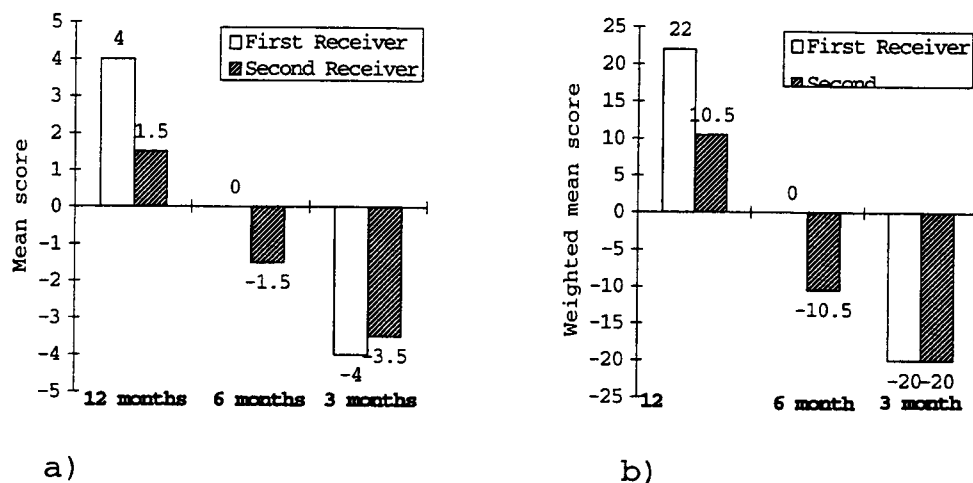 5
4
3
2
1
0
-1
-2
-3
-4
-5
Mean score
4
1.5
0
-1.5
-4
-3.5
First Receiver
Second Receiver
12 months
6 months
3 months
a)
25
20
15
10
5
0
-5
-10
-15
-20
-25
Weighted mean score
22
10.5
0
-10.5
-20
-20
First Receiver
Second
12
6 month
3 month
b)